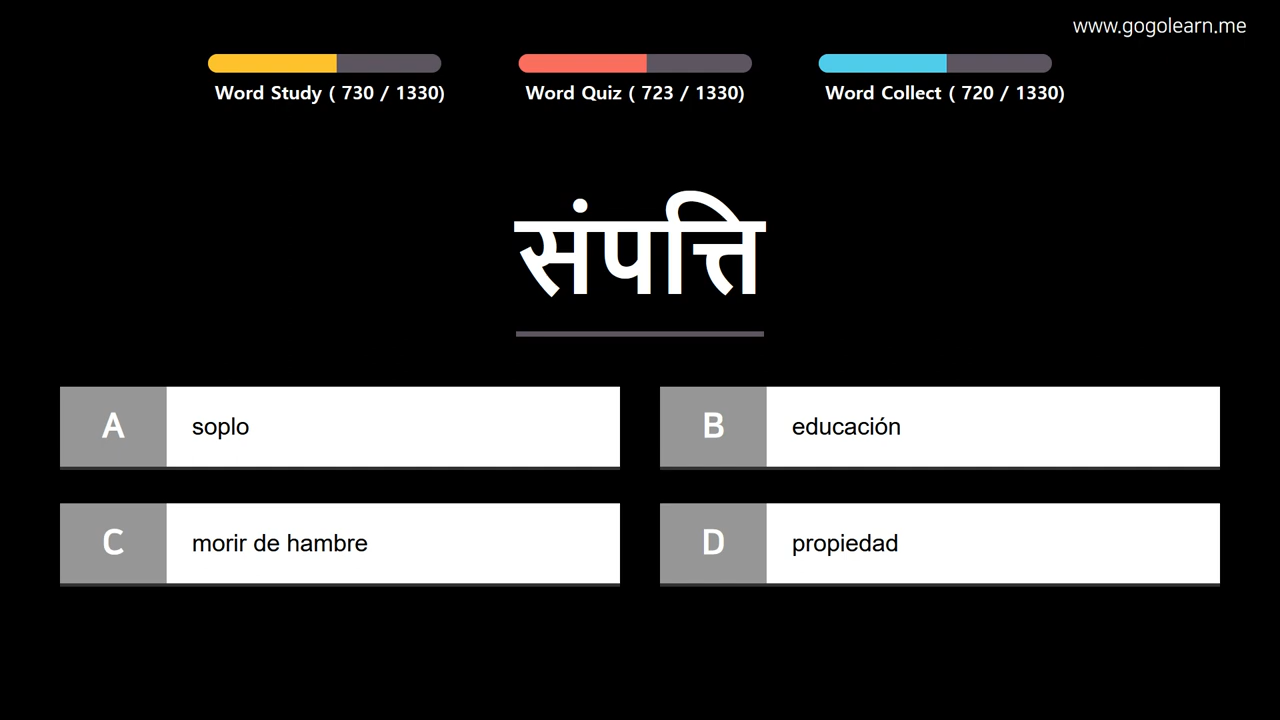 www.gogolearn.me
Word Study ( 730 / 1330)
Word Quiz ( 723 / 1330)
Word Collect ( 720 / 1330)
संपत्ति
A
soplo
B
educación
C
morir de hambre
D
propiedad